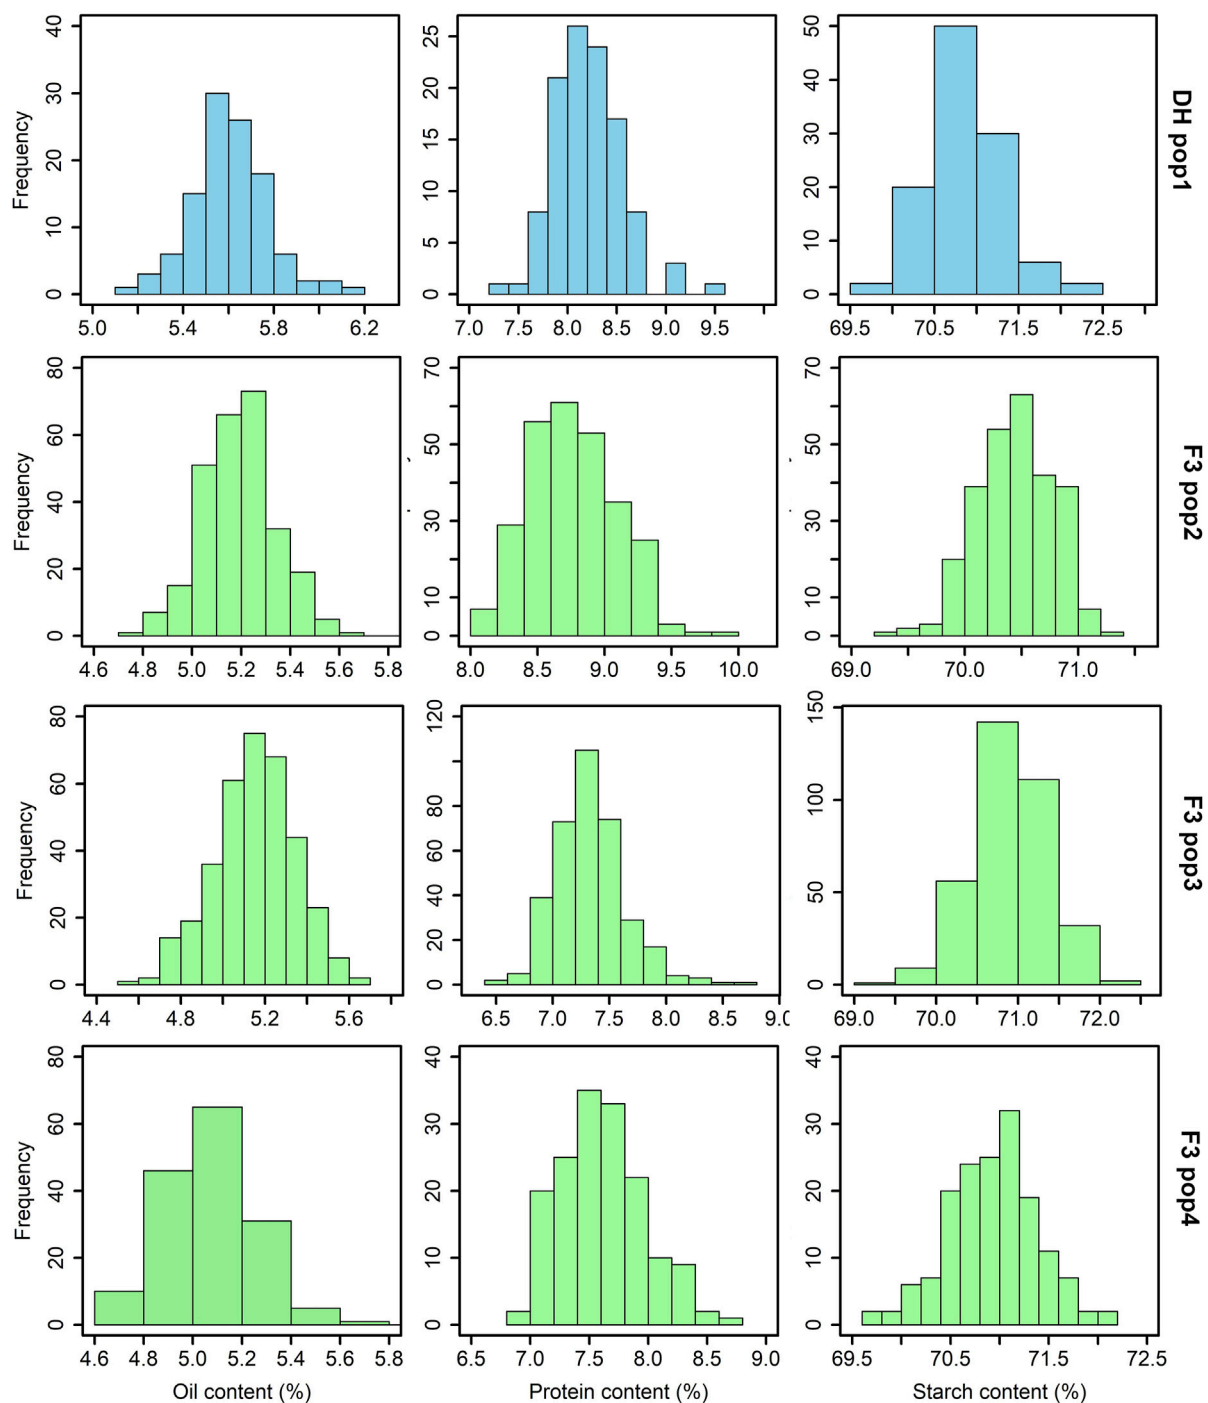 40
30
20
10
0
Frequency
5.0 5.4 5.8 6.2
25
20
15
10
5
0
7.0 7.5 8.0 8.5 9.0 9.5
50
40
30
20
10
0
69.5 70.5 71.5 72.5
DH pop1
80
60
40
20
0
Frequency
4.6 4.8 5.0 5.2 5.4 5.6 5.8
70
50
30
10
0
8.0 8.5 9.0 9.5 10.0
70
50
30
10
0
69.0 70.0 71.0
F3 pop2
80
60
40
20
0
Frequency
4.4 4.8 5.2 5.6
120
80
60
40
20
0
6.5 7.0 7.5 8.0 8.5 9.0
150
100
50
0
69.0 70.0 71.0 72.0
F3 pop3
80
60
40
20
0
Frequency
4.6 4.8 5.0 5.2 5.4 5.6 5.8
Oil content (%)
40
30
20
10
0
6.5 7.0 7.5 8.0 8.5 9.0
Protein content (%)
40
30
20
10
0
69.5 70.5 71.5 72.5
Starch content (%)
F3 pop4